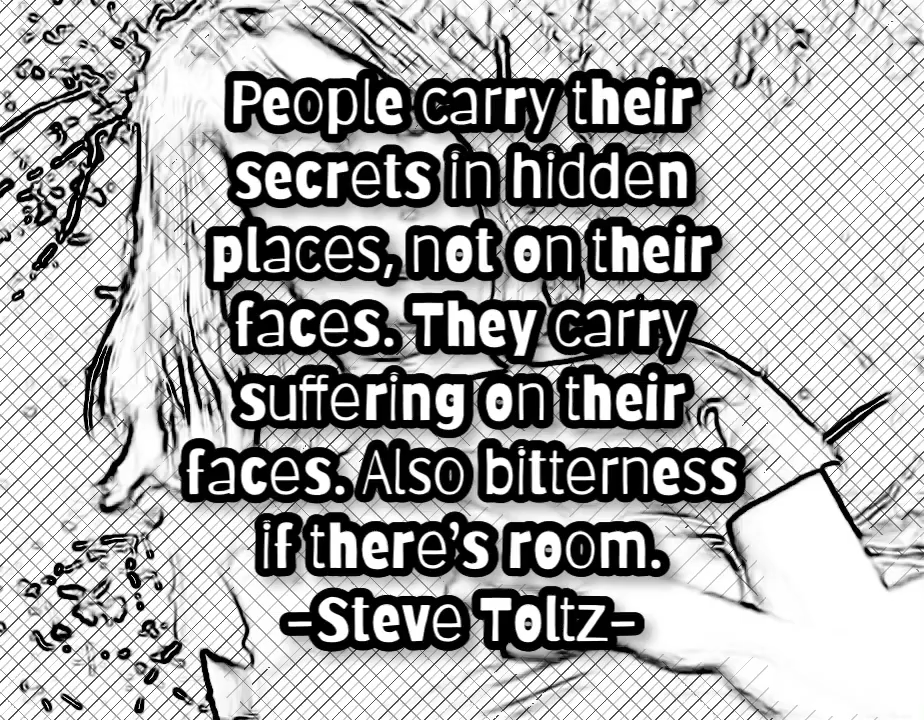 People carry their
secrets in hidden
places, not on their
faces. They carry
suffering on their
faces. Also bitterness
if there's room.
-Steve Toltz-